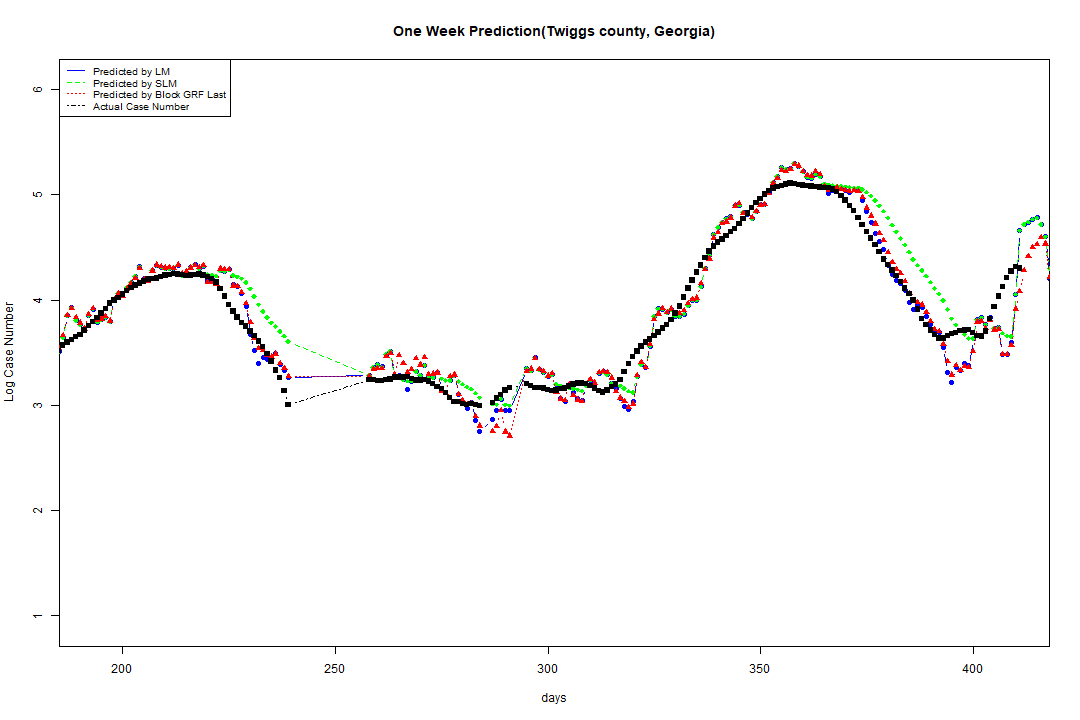 One Week Prediction(Twiggs county, Georgia)
Predicted by LM
Predicted by SLM
Predicted by Block GRF Last
Actual Case Number
6
5
4
3
2
1
Log Case Number
200 250 300 350 400
days